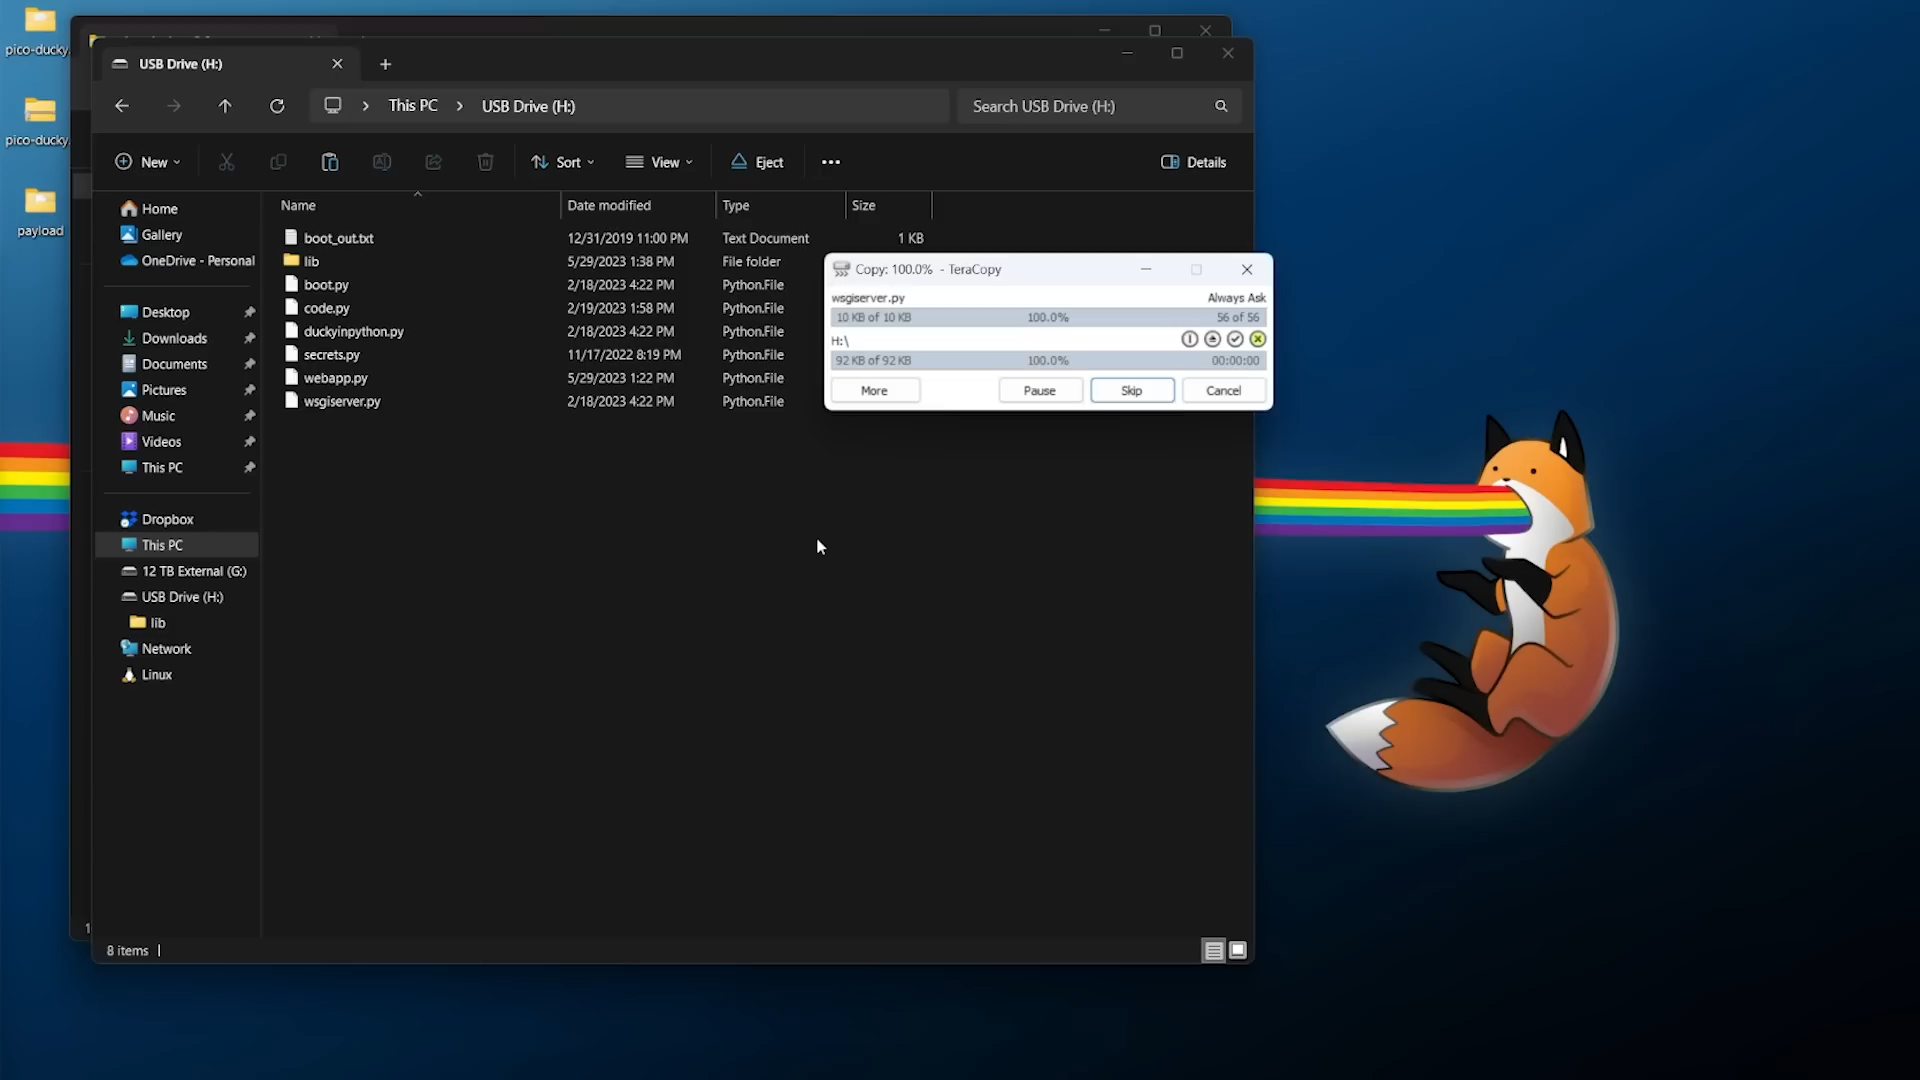 pico-ducky
pico-ducky
payload
USB Drive (H:)
This PC
USB Drive (H:)
Search USB Drive (H:)
New
Sort
View
Eject
Details
Name
Date modified
Type
Size
boot_out.txt 12/31/2019 11:00 PM Text Document 1 KB
lib 5/29/2023 1:38 PM File folder
boot.py 2/18/2023 4:22 PM Python.File
code.py 2/19/2023 1:58 PM Python.File
duckyinpython.py 2/18/2023 4:22 PM Python.File
secrets.py 11/17/2022 8:19 PM Python.File
webapp.py 5/29/2023 1:22 PM Python.File
wsgiserver.py 2/18/2023 4:22 PM Python.File
Home
Gallery
OneDrive - Personal
Desktop
Downloads
Documents
Pictures
Music
Videos
This PC
Dropbox
This PC
12 TB External (G:)
USB Drive (H:)
lib
Network
Linux
Copy: 100.0% - TeraCopy
wsgiserver.py Always Ask
10 KB of 10 KB 100.0% 56 of 56
H:\
92 KB of 92 KB 100.0% 00:00:00
More
Pause
Skip
Cancel
8 items